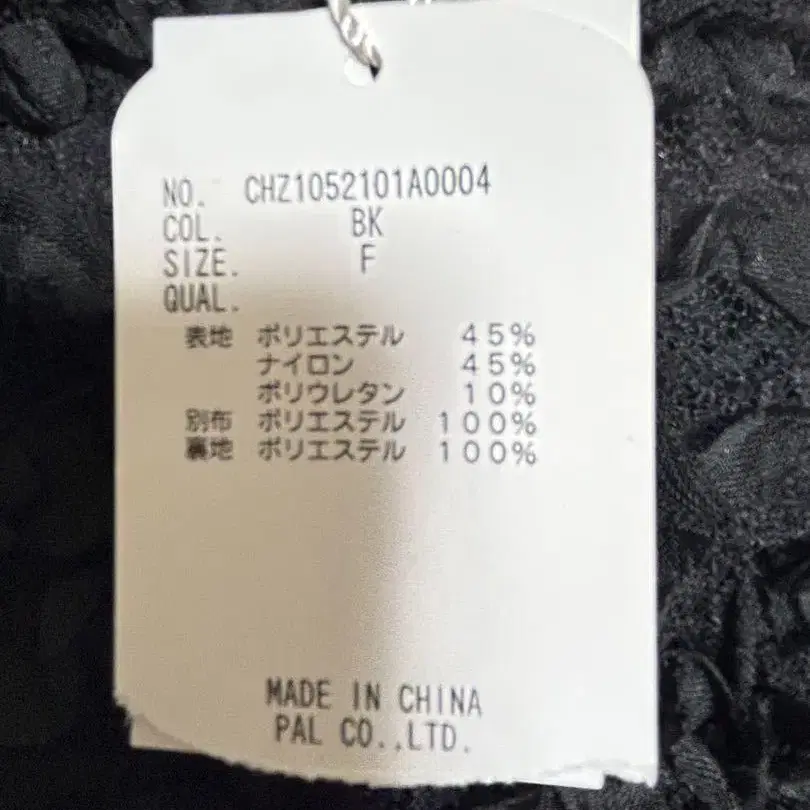 NO. CHZ1052101A0004
COL. BK
SIZE. F
QUAL.
表地 ポリエステル 45%
ナイロン 45%
ポリウレタン 10%
別布 ポリエステル 100%
裏地 ポリエステル 100%
MADE IN CHINA
PAL CO.,LTD.